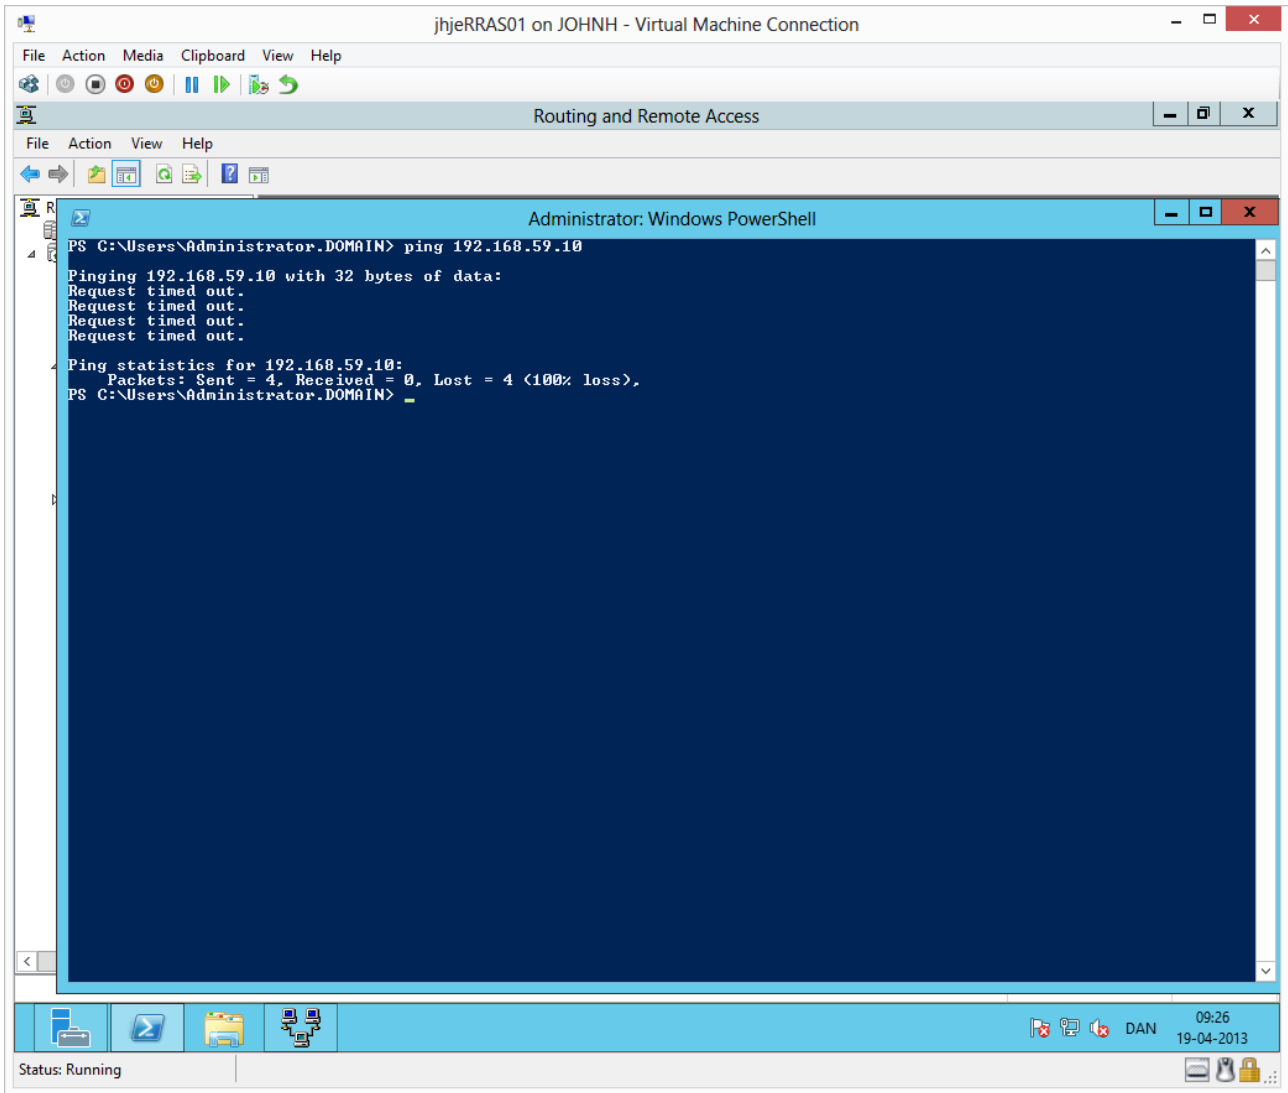 jhjeRRAS01 on JOHNH - Virtual Machine Connection
File Action Media Clipboard View Help
Routing and Remote Access
File Action View Help
R
Administrator: Windows PowerShell
PS C:\Users\Administrator.DOMAIN> ping 192.168.59.10
Pinging 192.168.59.10 with 32 bytes of data:
Request timed out.
Request timed out.
Request timed out.
Request timed out.
Ping statistics for 192.168.59.10:
Packets: Sent = 4, Received = 0, Lost = 4 (100% loss),
PS C:\Users\Administrator.DOMAIN>
DAN
09:26
19-04-2013
Status: Running